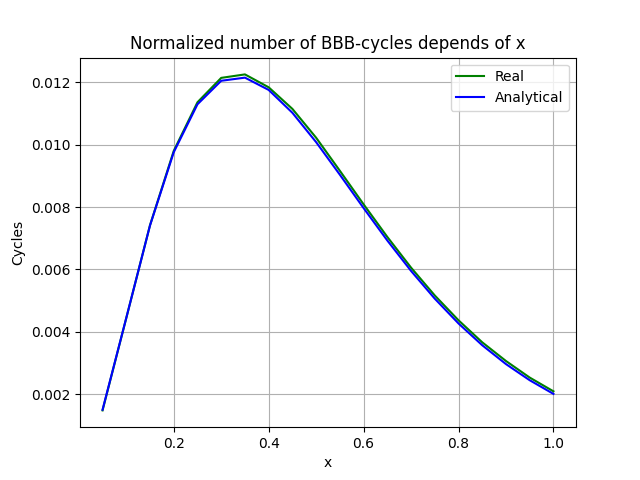 Normalized number of BBB-cycles depends of x
Real
Analytical
Cycles
0.012
0.010
0.008
0.006
0.004
0.002
0.2
0.4
0.6
0.8
1.0
x